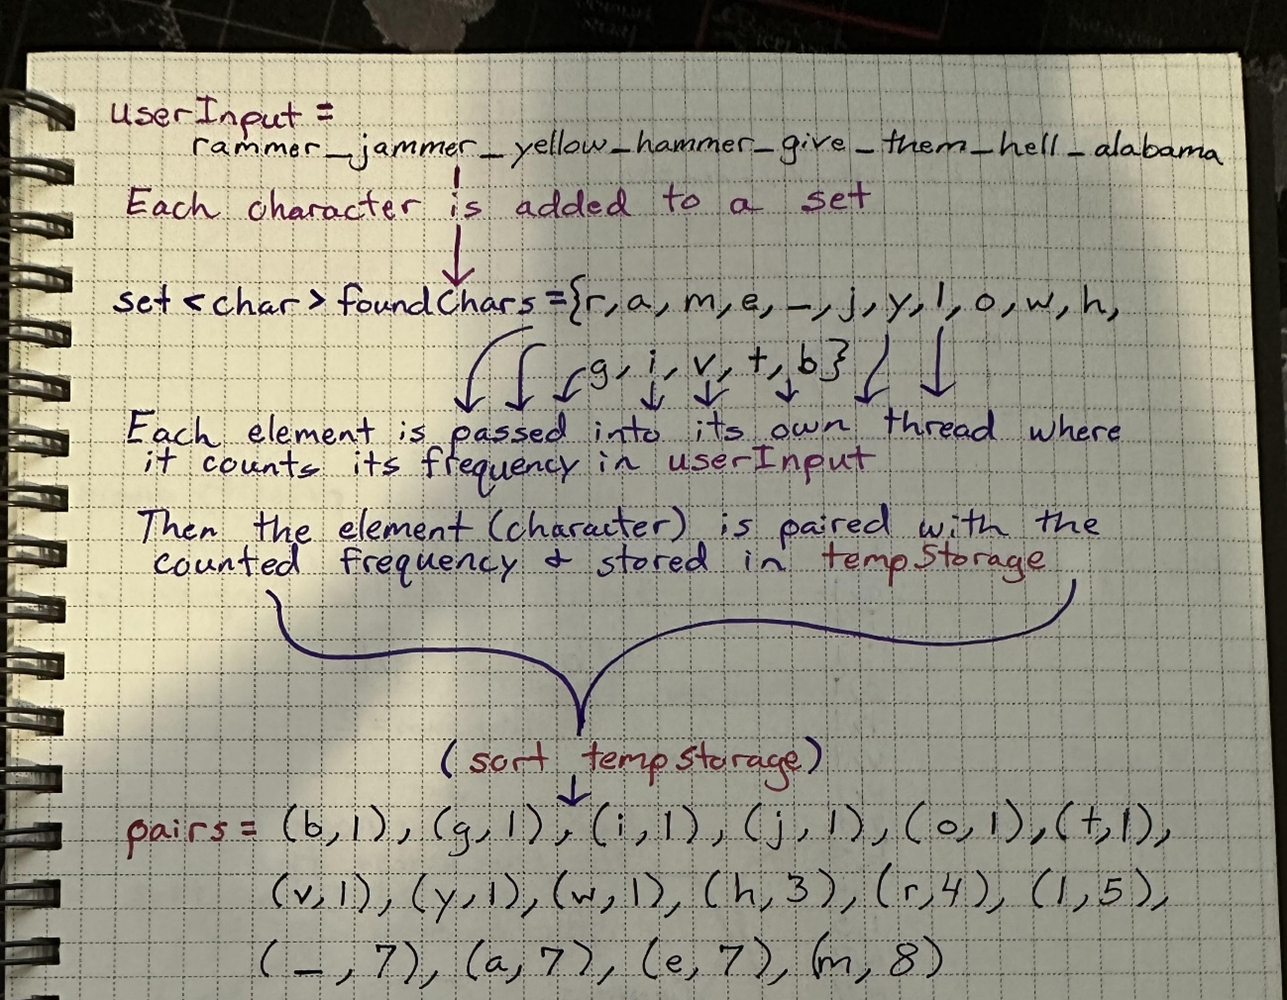 userInput =
rammer_jammer_yellow_hammer_give_them_hell_alabama
Each character is added to a set
set <char> foundChars={r, a, m, e, _, j, y, l, o, w, h,
g, i, v, t, b}
Each element is passed into its own thread where
it counts its frequency in userInput
Then the element (character) is paired with the
counted frequency & stored in tempStorage
(sort tempStorage)
pairs= (b,1), (g,1), (i,1), (j,1), (o,1), (t,1),
(v,1), (y,1), (w,1), (h,3), (r,4), (l,5),
(_,7), (a,7), (e,7), (m,8)